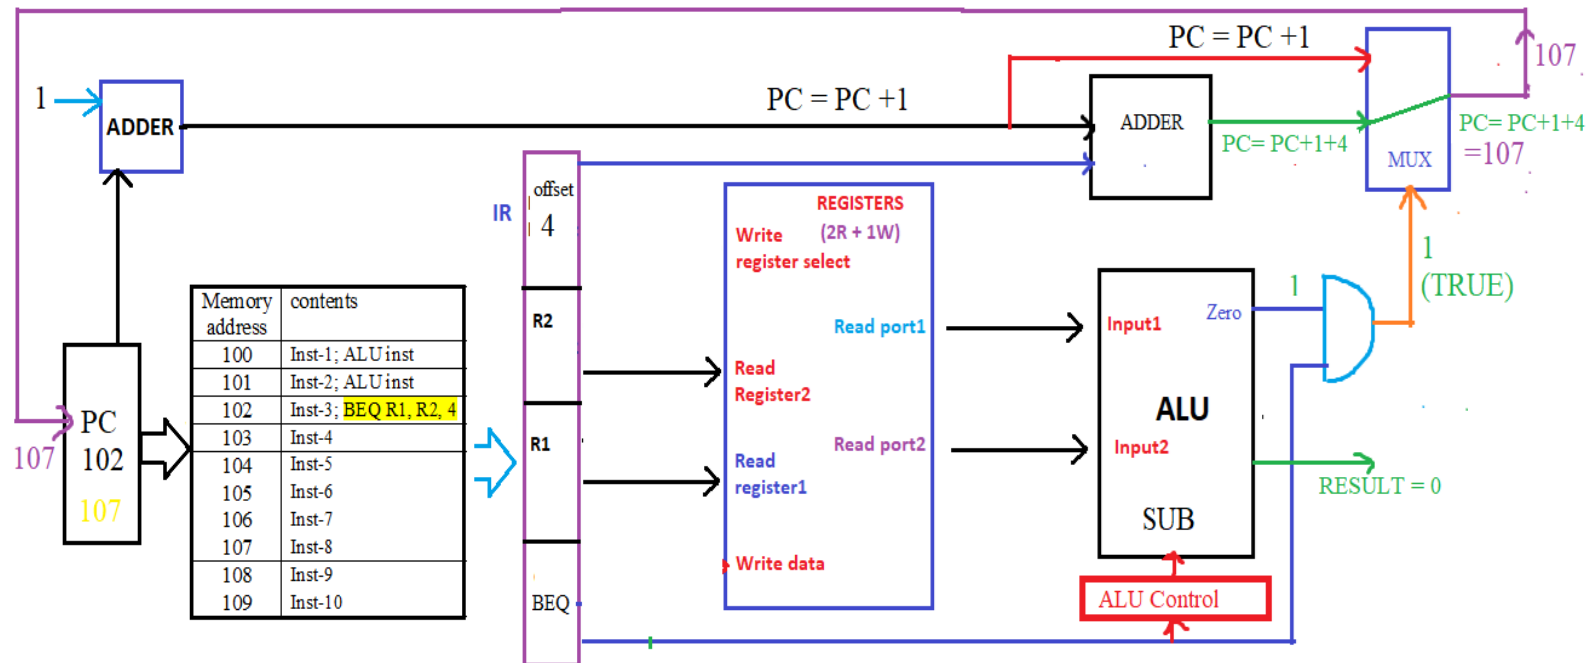 PC = PC +1
107
1
ADDER
PC = PC +1
ADDER
PC= PC+1+4
MUX
PC= PC+1+4
=107
IR
offset
4
R2
R1
BEQ
REGISTERS
(2R + 1W)
Write
register select
Read port1
Read
Register2
Read port2
Read
register1
Write data
Input1
Zero
ALU
Input2
SUB
ALU Control
1
1
(TRUE)
RESULT = 0
107
PC
102
107
Memory address contents
100 Inst-1; ALU inst
101 Inst-2; ALU inst
102 Inst-3; BEQ R1, R2, 4
103 Inst-4
104 Inst-5
105 Inst-6
106 Inst-7
107 Inst-8
108 Inst-9
109 Inst-10